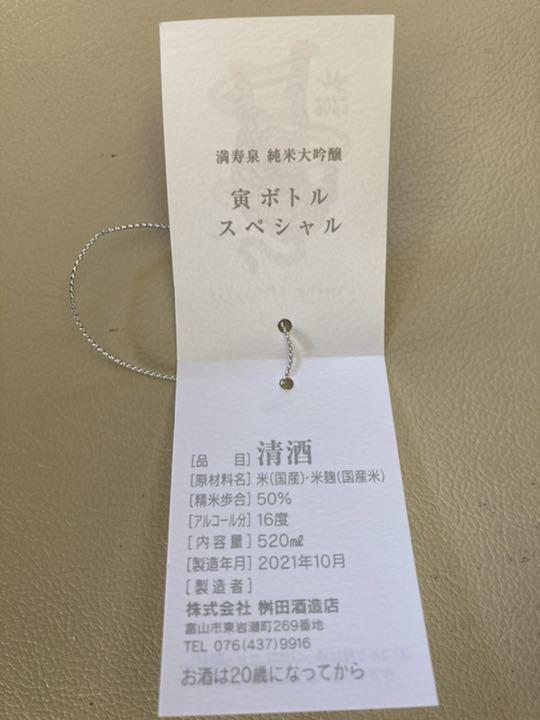 満寿泉 純米大吟醸
寅ボトル
スペシャル
[品　目] 清酒
[原材料名] 米(国産)・米麹(国産米)
[精米歩合] 50%
[アルコール分] 16度
[内容量] 520㎖
[製造年月] 2021年10月
[製造者]
株式会社 桝田酒造店
富山市東岩瀬町269番地
TEL 076(437)9916
お酒は20歳になってから